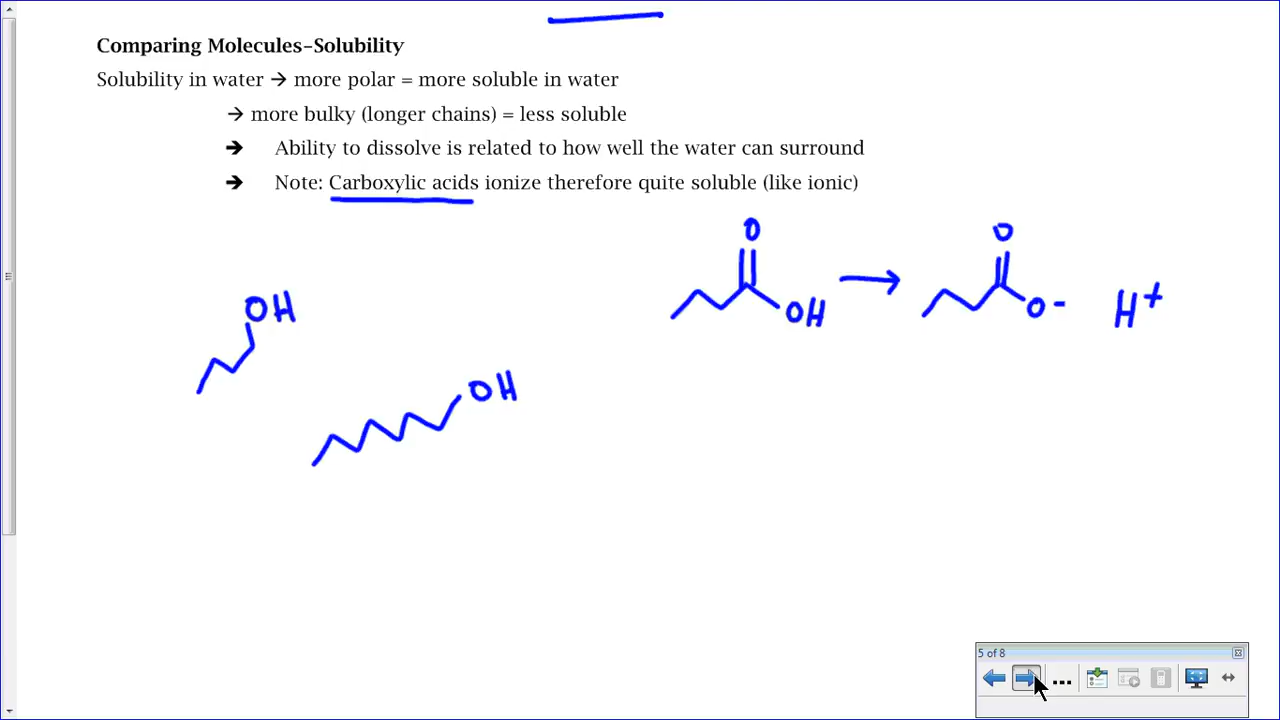 Comparing Molecules–Solubility
Solubility in water → more polar = more soluble in water
→ more bulky (longer chains) = less soluble
→ Ability to dissolve is related to how well the water can surround
→ Note: Carboxylic acids ionize therefore quite soluble (like ionic)
O O
OH OH → O- H+
OH
5 of 8